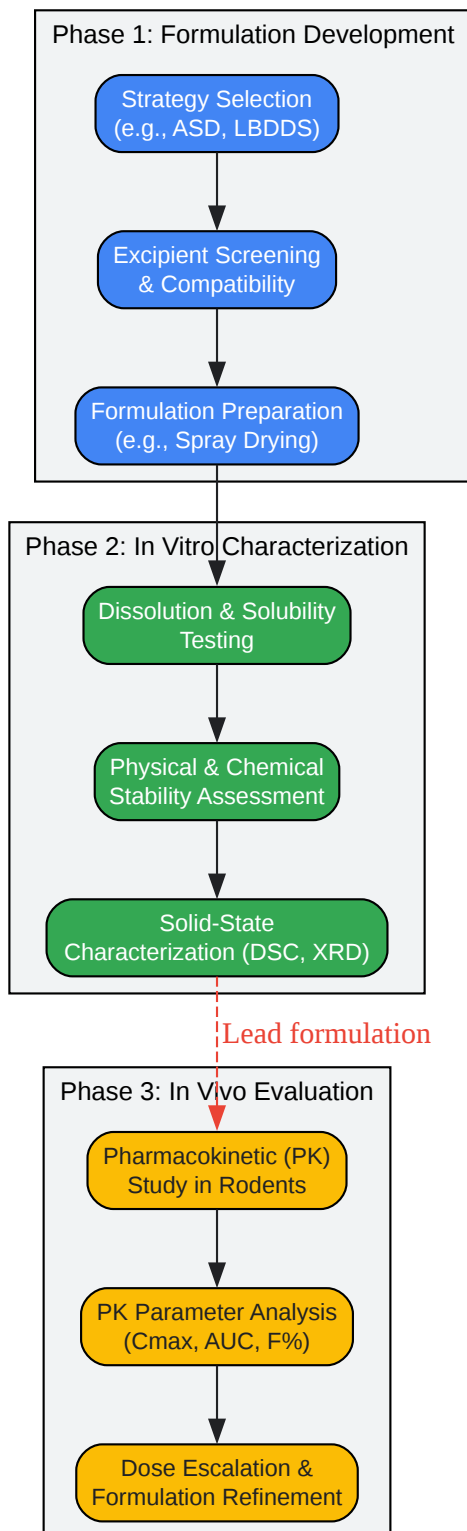 Phase 1: Formulation Development
Strategy Selection
(e.g., ASD, LBDDS)
Excipient Screening
& Compatibility
Formulation Preparation
(e.g., Spray Drying)
Phase 2: In Vitro Characterization
Dissolution & Solubility
Testing
Physical & Chemical
Stability Assessment
Solid-State
Characterization (DSC, XRD)
Lead formulation
Phase 3: In Vivo Evaluation
Pharmacokinetic (PK)
Study in Rodents
PK Parameter Analysis
(Cmax, AUC, F%)
Dose Escalation &
Formulation Refinement